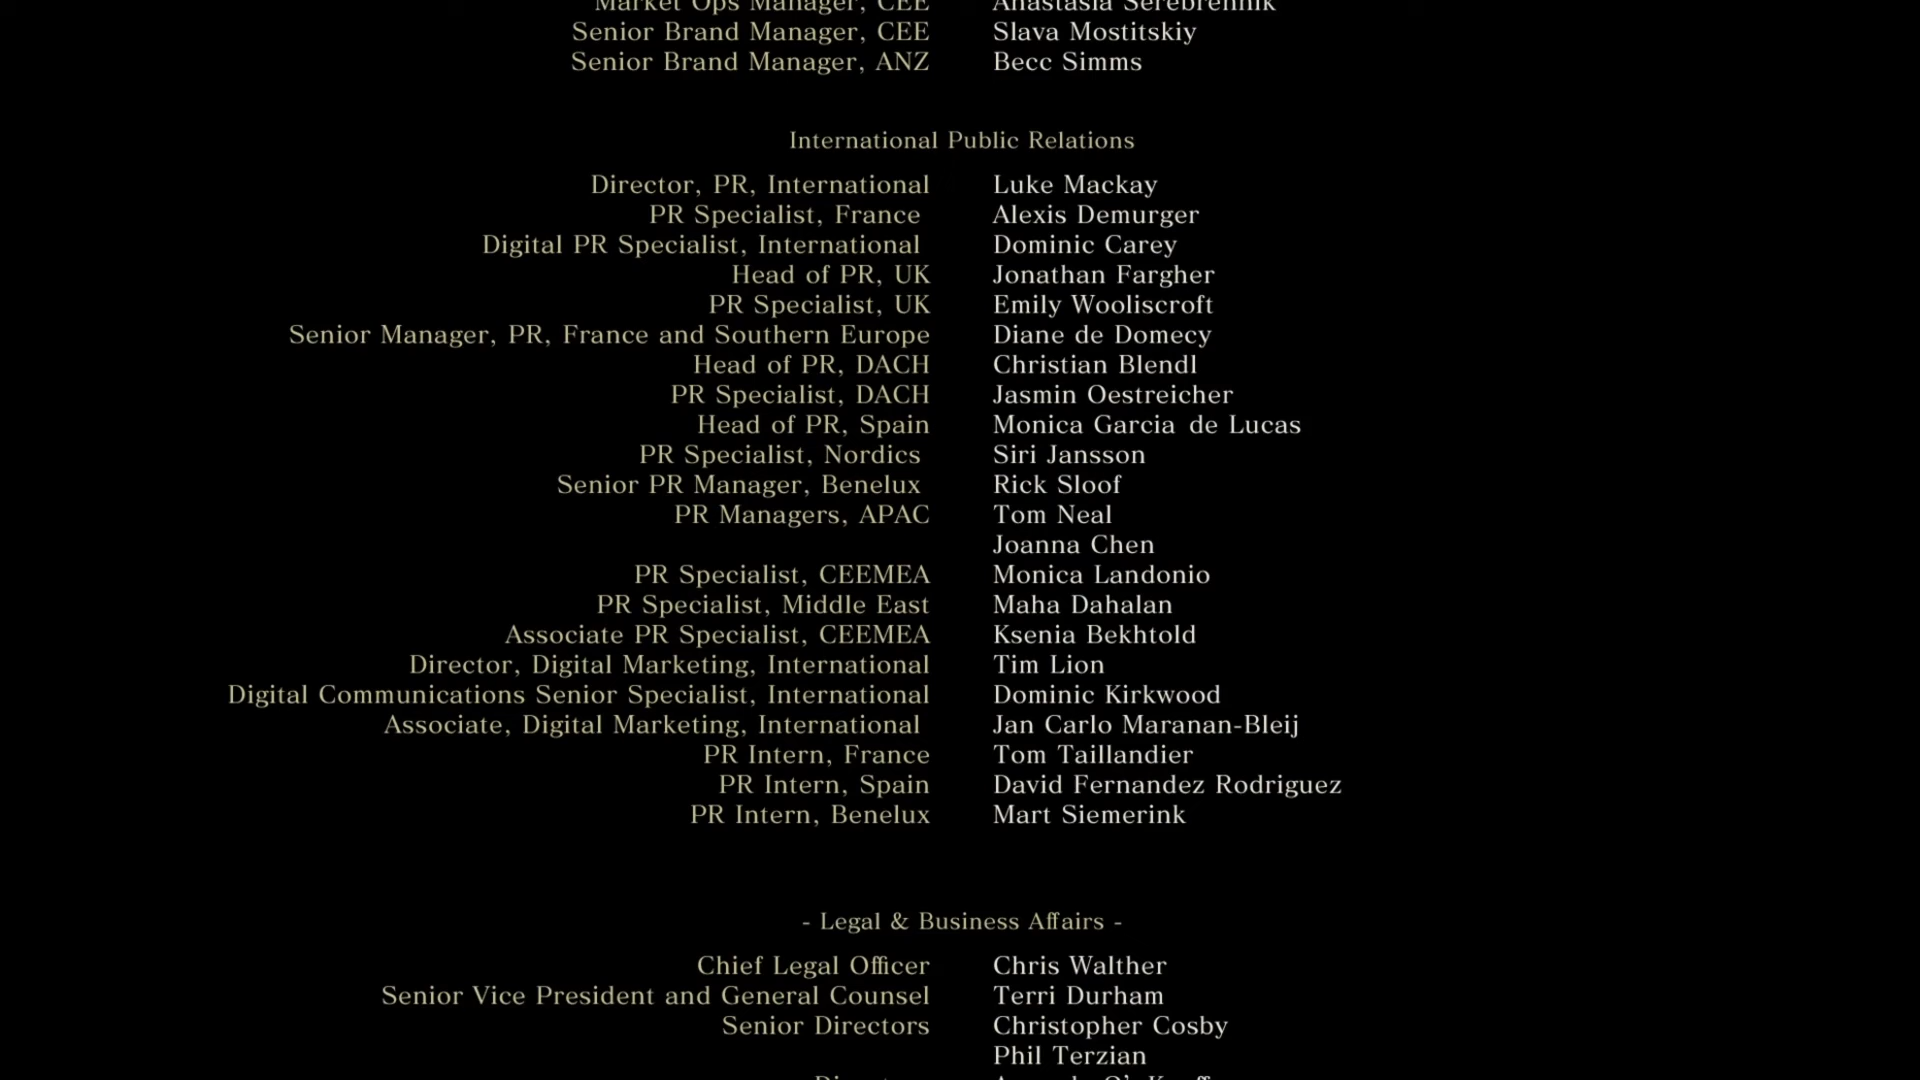 Market Ops Manager, CEE Anastasia Serebrennik
Senior Brand Manager, CEE Slava Mostitskiy
Senior Brand Manager, ANZ Becc Simms
International Public Relations
Director, PR, International Luke Mackay
PR Specialist, France Alexis Demurger
Digital PR Specialist, International Dominic Carey
Head of PR, UK Jonathan Fargher
PR Specialist, UK Emily Wooliscroft
Senior Manager, PR, France and Southern Europe Diane de Domecy
Head of PR, DACH Christian Blendl
PR Specialist, DACH Jasmin Oestreicher
Head of PR, Spain Monica Garcia de Lucas
PR Specialist, Nordics Siri Jansson
Senior PR Manager, Benelux Rick Sloof
PR Managers, APAC Tom Neal
Joanna Chen
PR Specialist, CEEMEA Monica Landonio
PR Specialist, Middle East Maha Dahalan
Associate PR Specialist, CEEMEA Ksenia Bekhtold
Director, Digital Marketing, International Tim Lion
Digital Communications Senior Specialist, International Dominic Kirkwood
Associate, Digital Marketing, International Jan Carlo Maranan-Bleij
PR Intern, France Tom Taillandier
PR Intern, Spain David Fernandez Rodriguez
PR Intern, Benelux Mart Siemerink
- Legal & Business Affairs -
Chief Legal Officer Chris Walther
Senior Vice President and General Counsel Terri Durham
Senior Directors Christopher Cosby
Phil Terzian